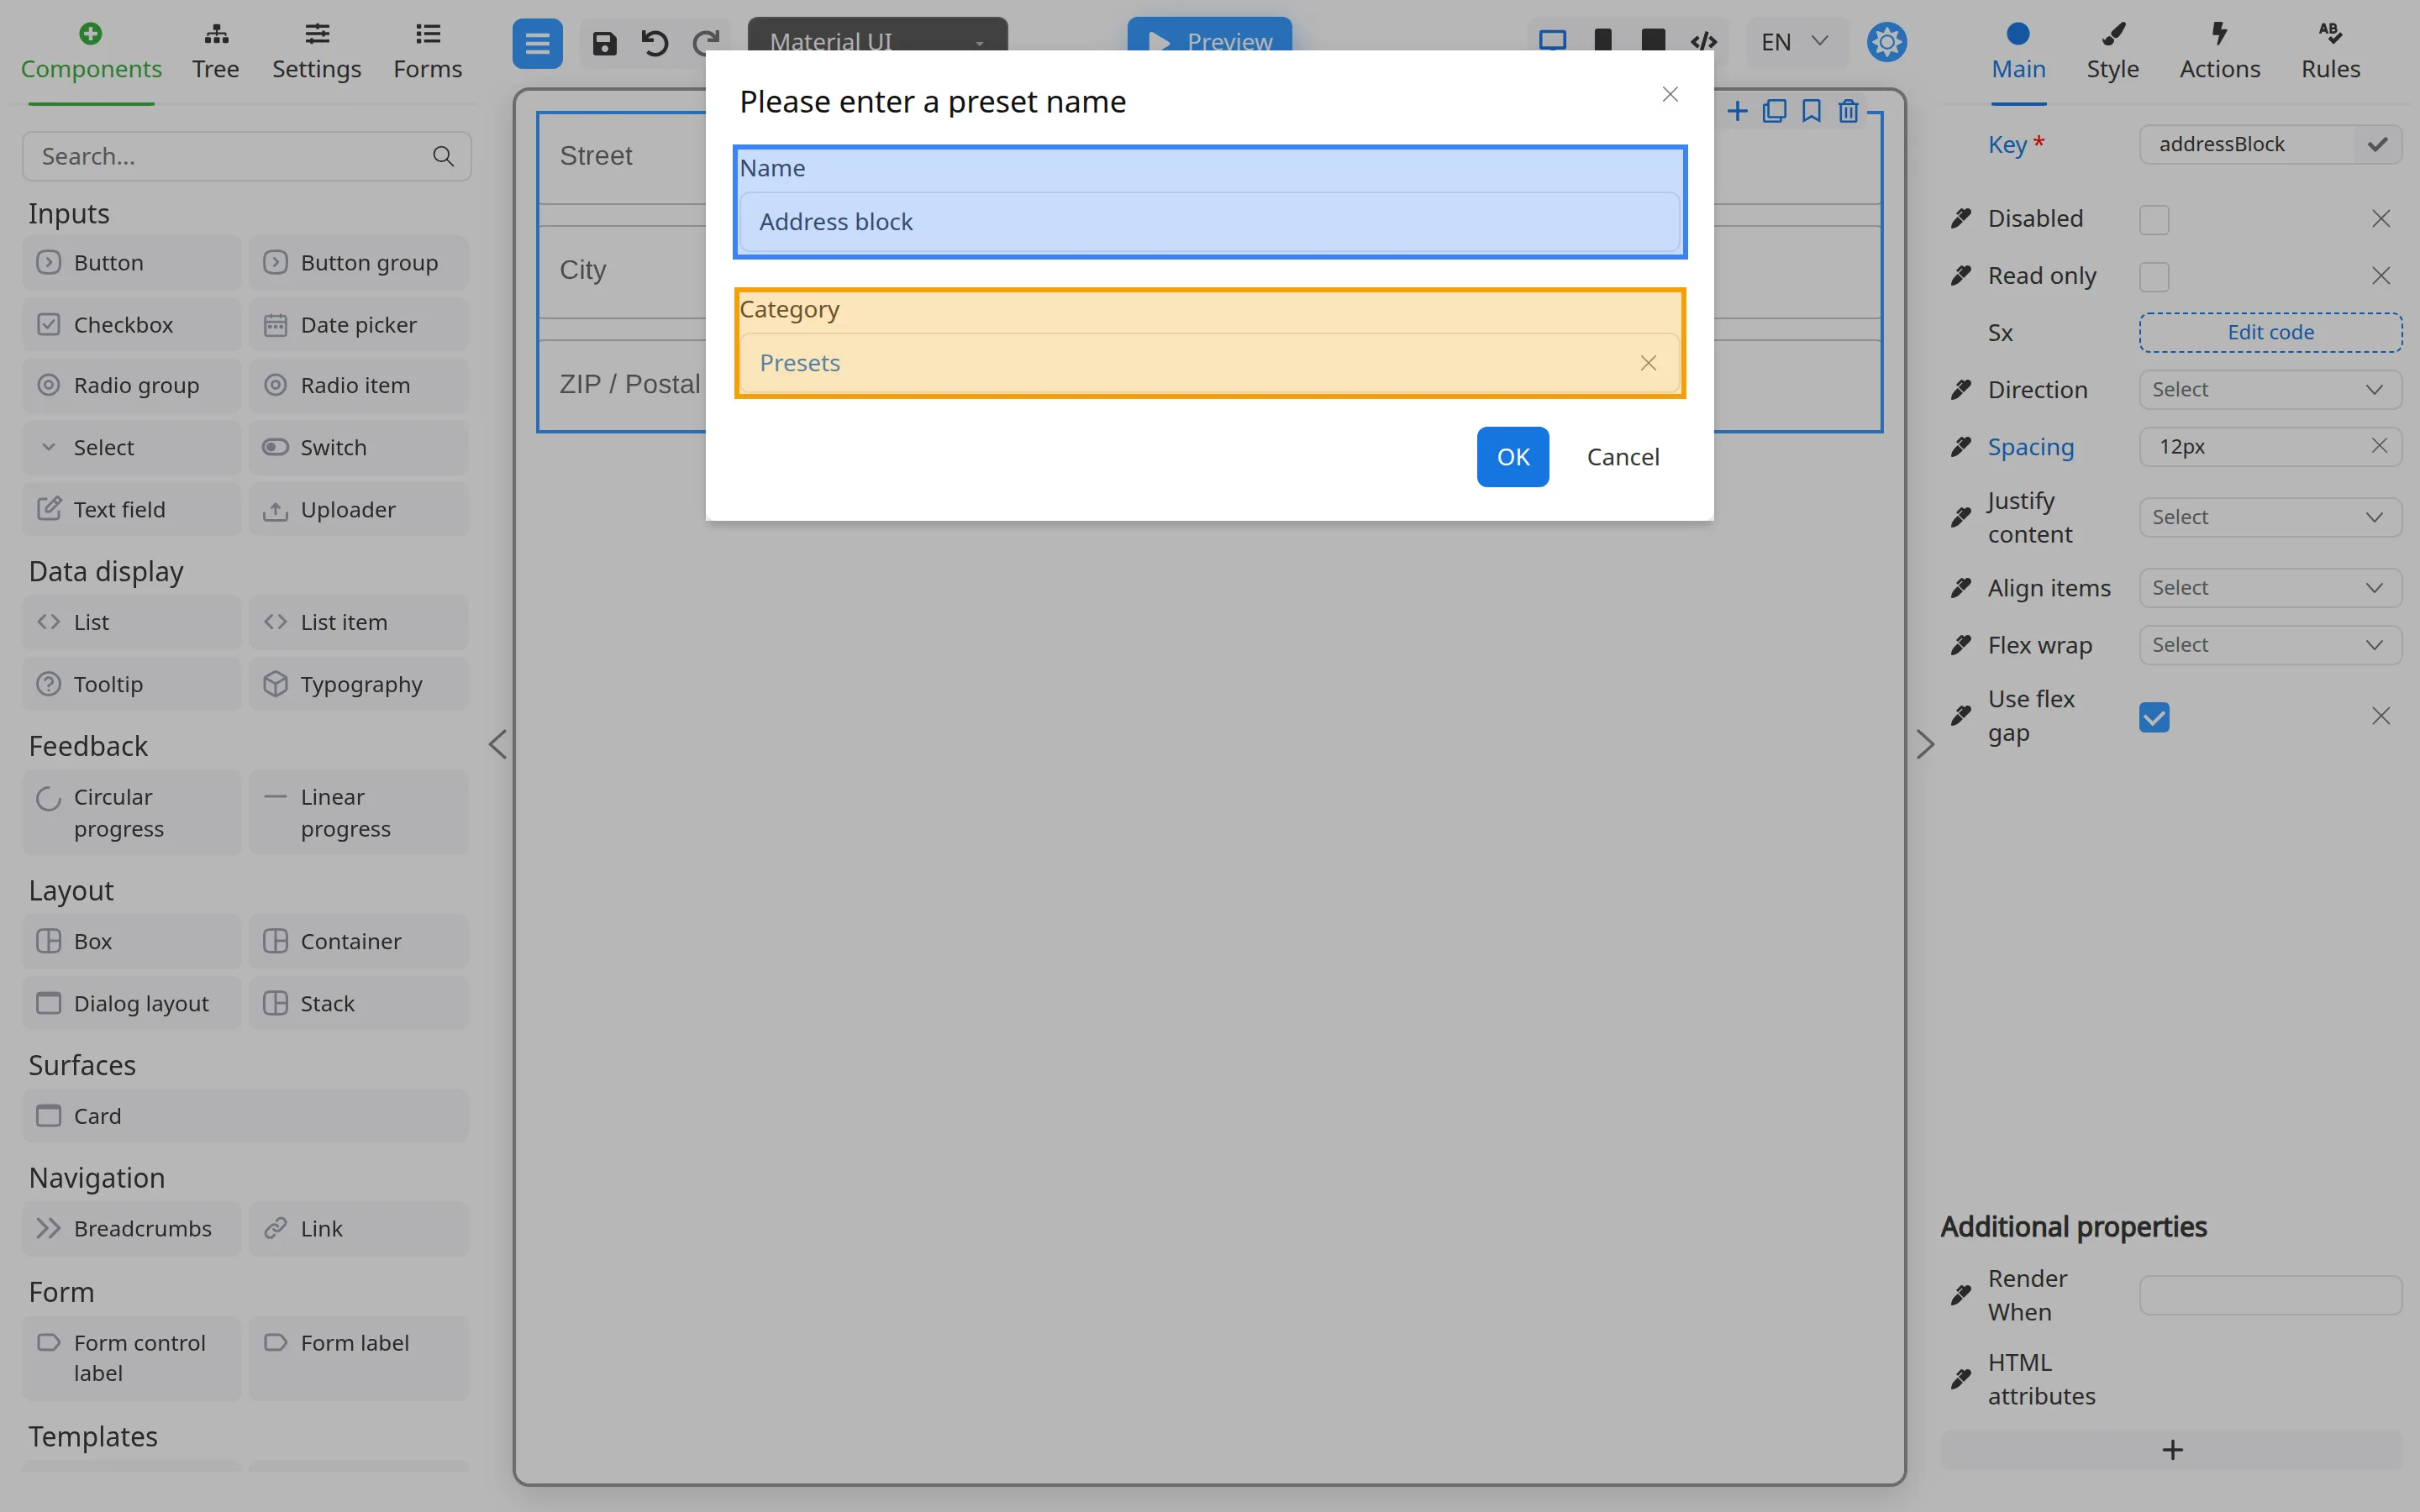 Components
Tree
Settings
Forms
Material UI
Preview
EN
Main
Style
Actions
Rules
Search...
Inputs
Button
Button group
Checkbox
Date picker
Radio group
Radio item
Select
Switch
Text field
Uploader
Data display
List
List item
Tooltip
Typography
Feedback
Circular
progress
Linear
progress
Layout
Box
Container
Dialog layout
Stack
Surfaces
Card
Navigation
Breadcrumbs
Link
Form
Form control
label
Form label
Templates
Street
City
ZIP / Postal
Please enter a preset name
Name
Address block
Category
Presets
OK
Cancel
Key *
addressBlock
Disabled
Read only
Sx
Edit code
Direction
Select
Spacing
12px
Justify
content
Select
Align items
Select
Flex wrap
Select
Use flex
gap
Additional properties
Render
When
HTML
attributes